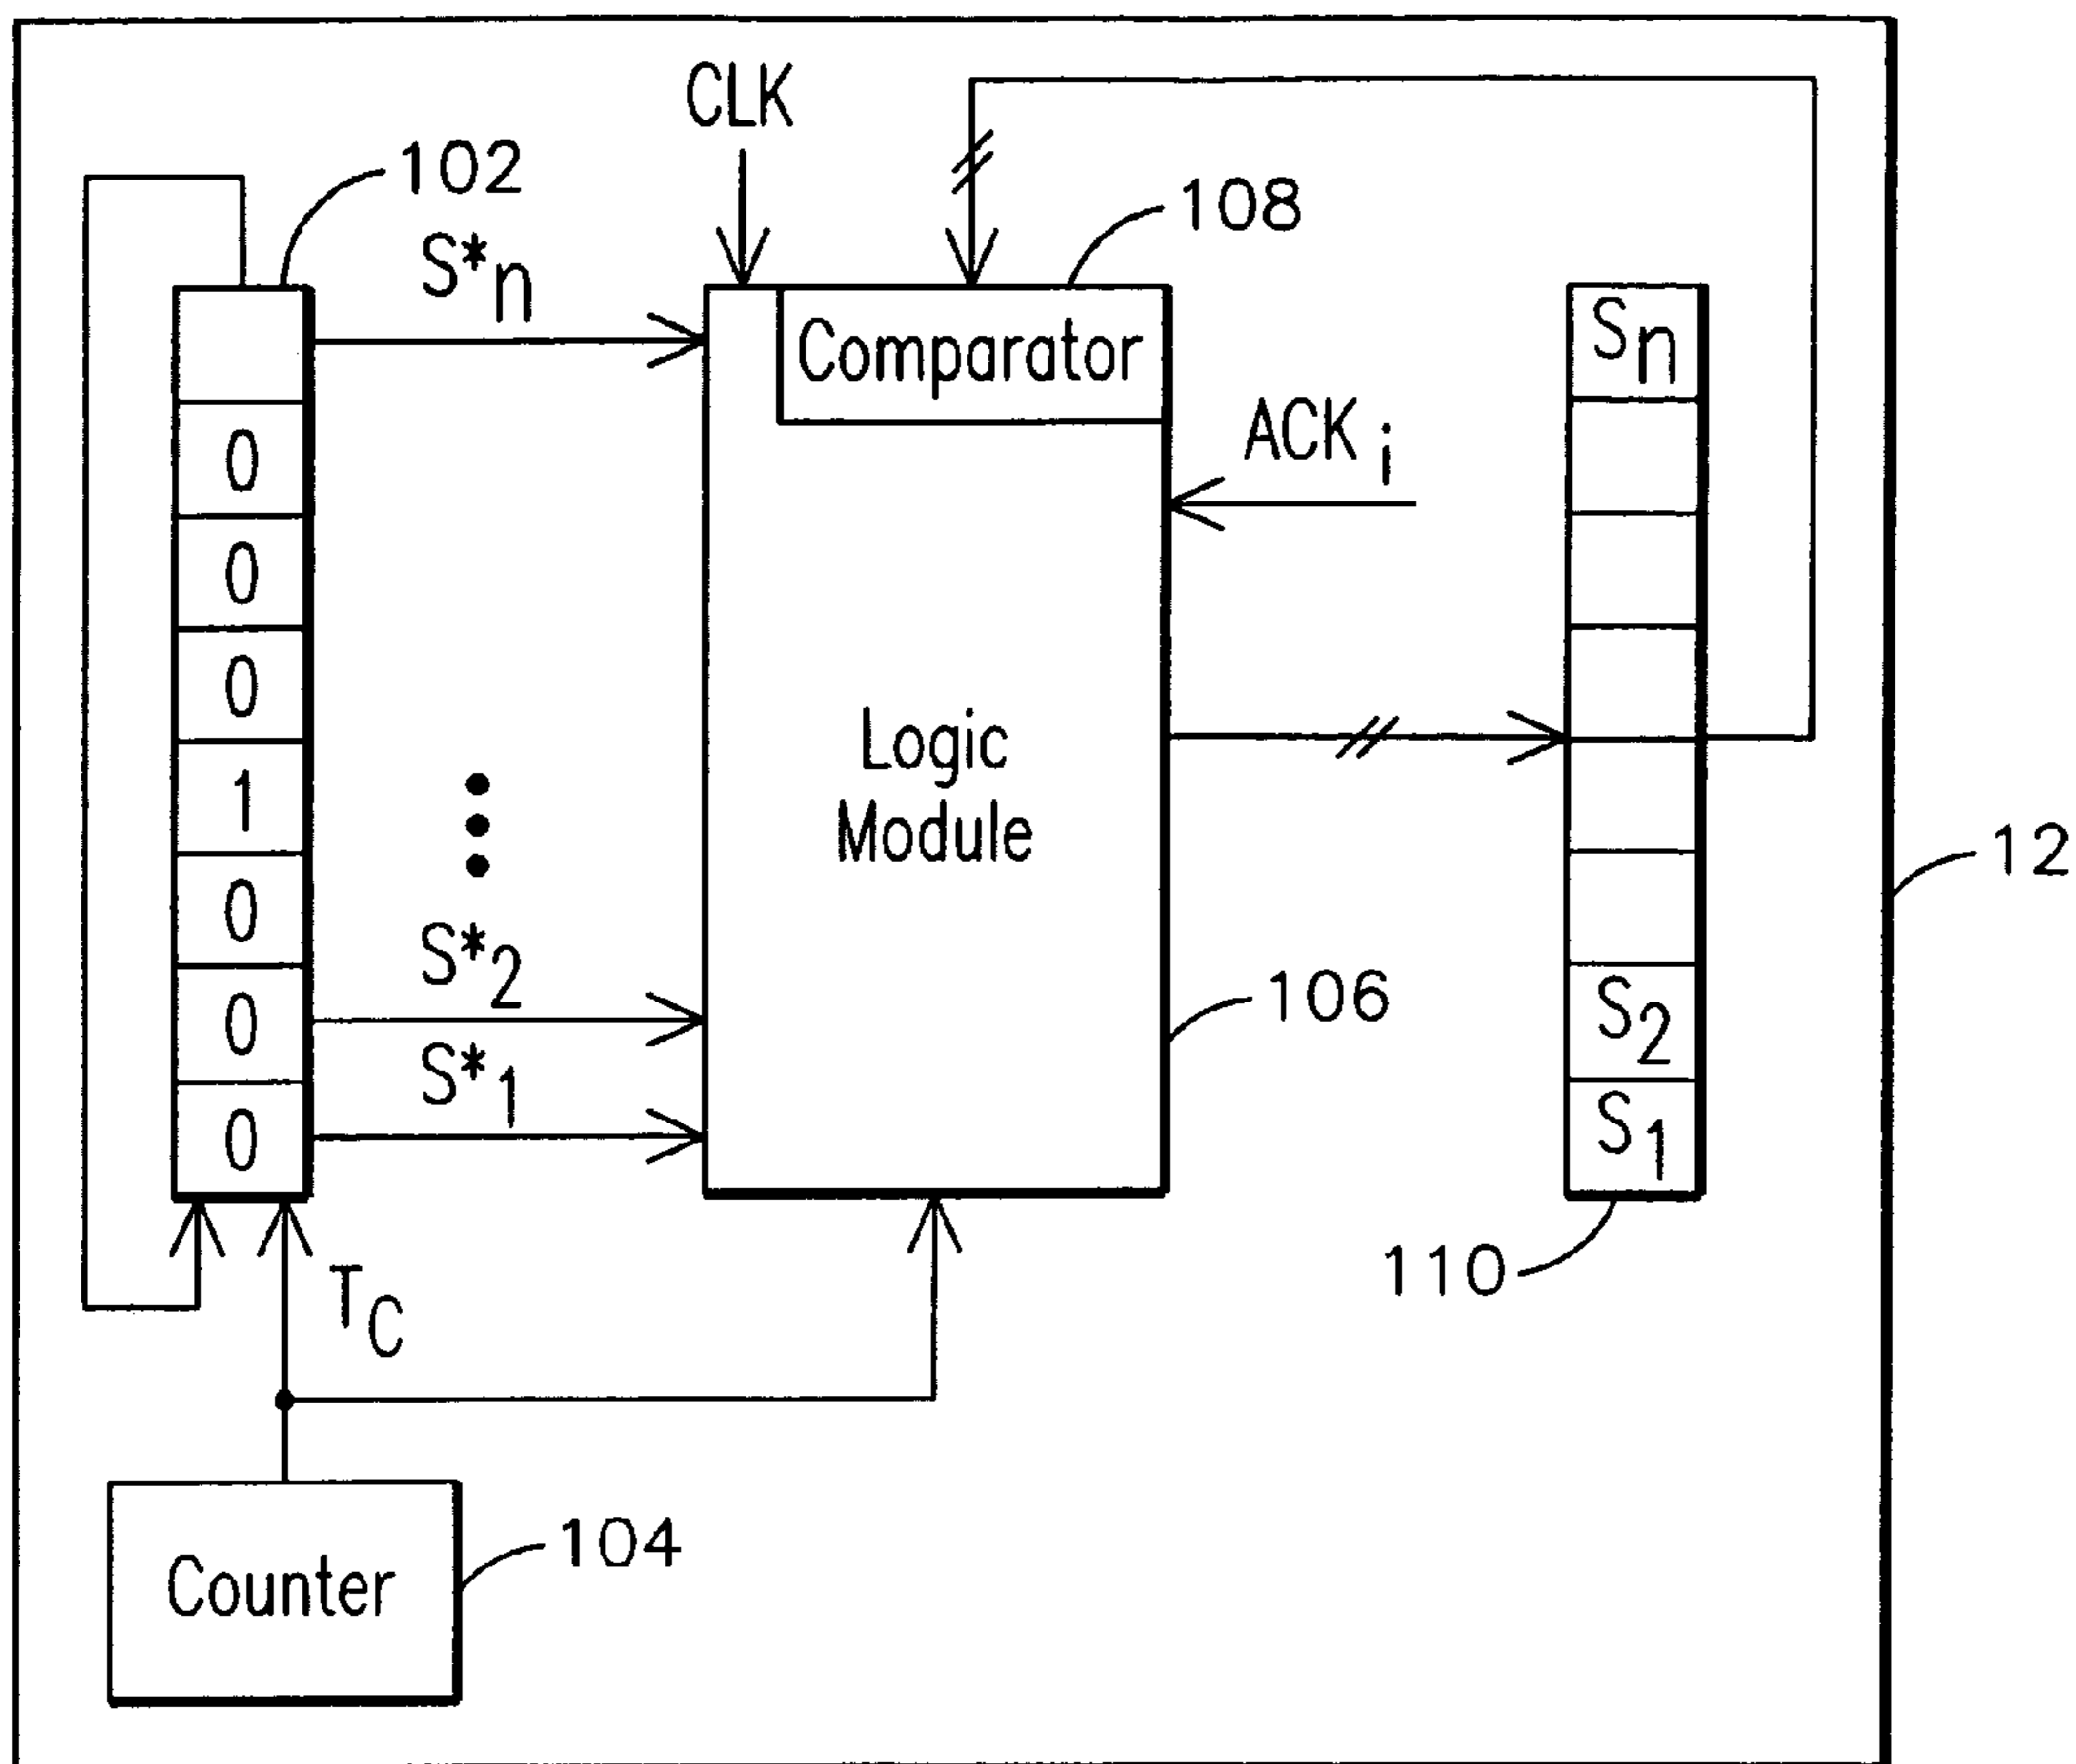 CLK
102
108
S*n
Comparator
Sn
0
ACK i
0
0
Logic
Module
1
12
0
S*2
0
106
S2
S*1
0
S1
110
TC
104
Counter